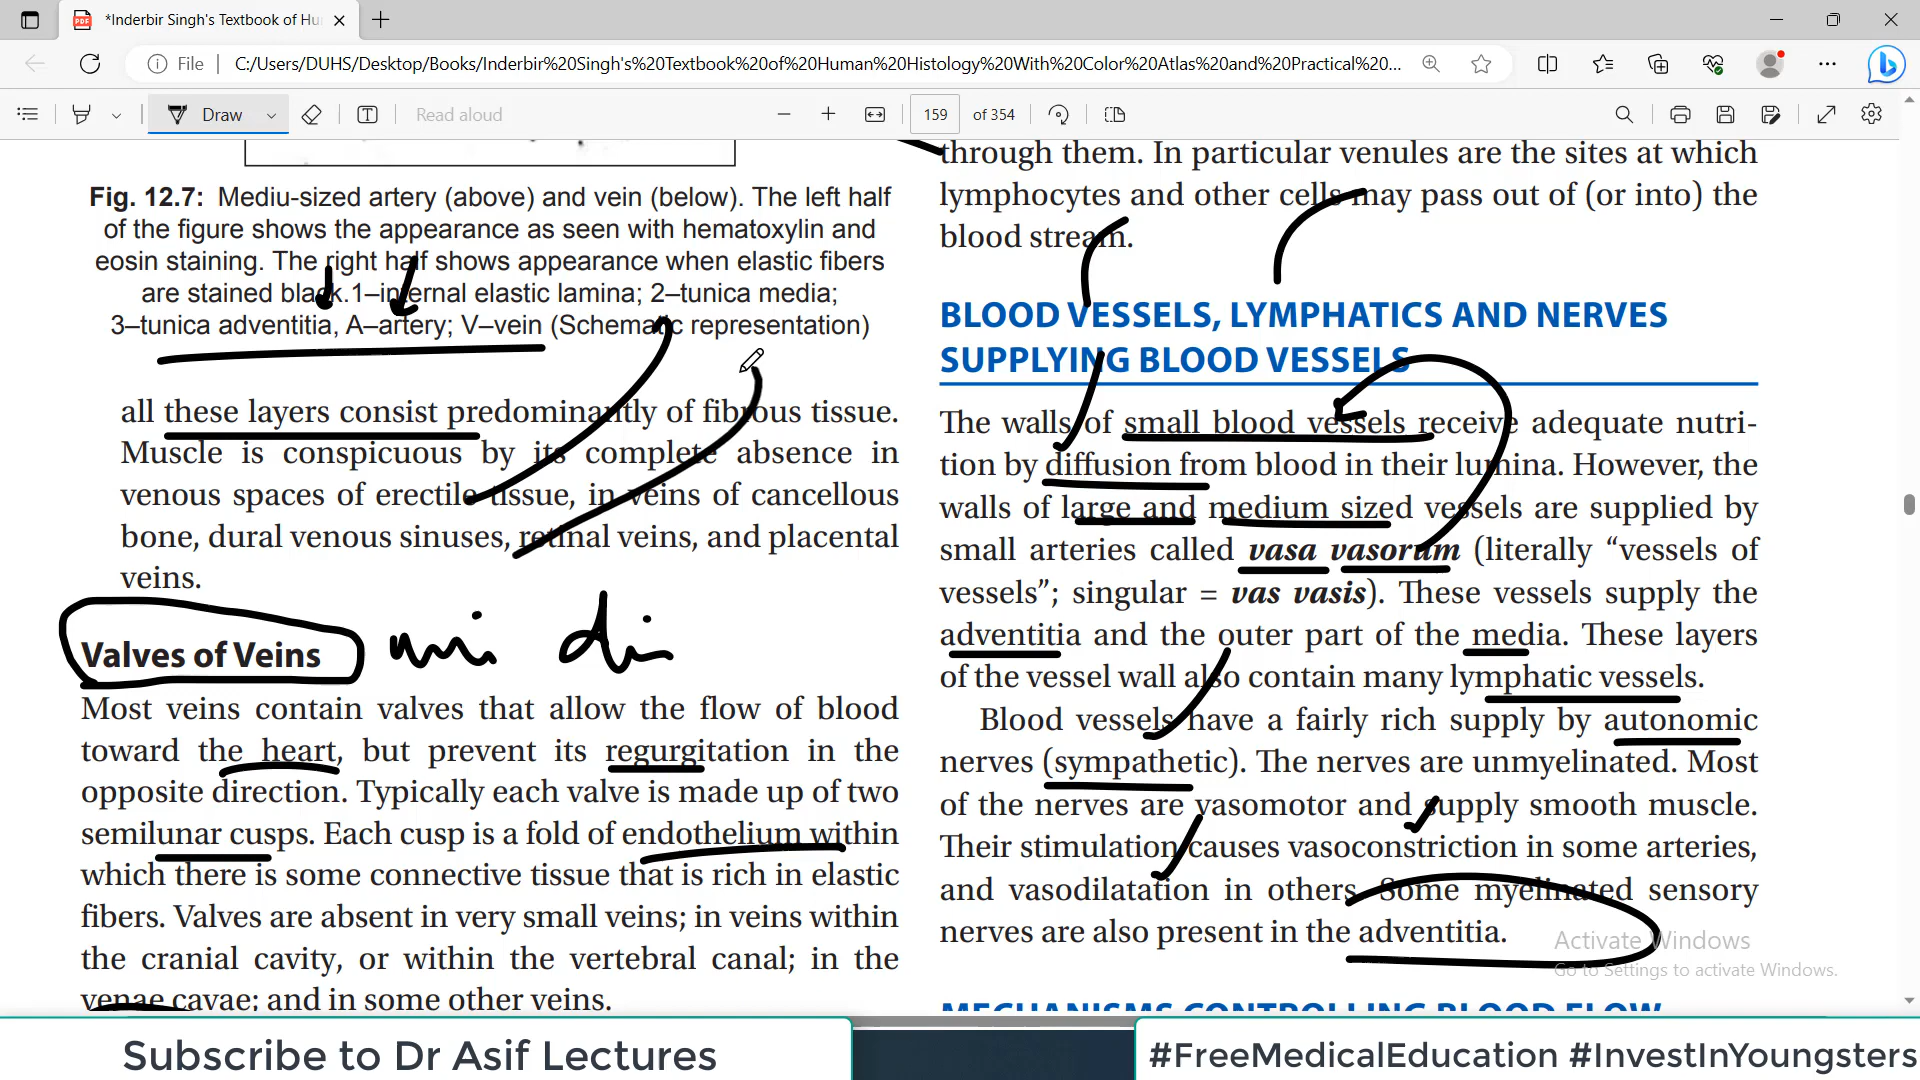 *Inderbir Singh's Textbook of Hu
File
C:/Users/DUHS/Desktop/Books/Inderbir%20Singh's%20Textbook%20of%20Human%20Histology%20With%20Color%20Atlas%20and%20Practical%20...
Draw
Read aloud
159
of 354
Fig. 12.7: Mediu-sized artery (above) and vein (below). The left half
of the figure shows the appearance as seen with hematoxylin and
eosin staining. The right half shows appearance when elastic fibers
are stained black.1–internal elastic lamina; 2–tunica media;
3–tunica adventitia, A–artery; V–vein (Schematic representation)
all these layers consist predominantly of fibrous tissue.
Muscle is conspicuous by its complete absence in
venous spaces of erectile tissue, in veins of cancellous
bone, dural venous sinuses, retinal veins, and placental
veins.
Valves of Veins
Most veins contain valves that allow the flow of blood
toward the heart, but prevent its regurgitation in the
opposite direction. Typically each valve is made up of two
semilunar cusps. Each cusp is a fold of endothelium within
which there is some connective tissue that is rich in elastic
fibers. Valves are absent in very small veins; in veins within
the cranial cavity, or within the vertebral canal; in the
venae cavae; and in some other veins.
through them. In particular venules are the sites at which
lymphocytes and other cells may pass out of (or into) the
blood stream.
BLOOD VESSELS, LYMPHATICS AND NERVES
SUPPLYING BLOOD VESSELS
The walls of small blood vessels receive adequate nutri-
tion by diffusion from blood in their lumina. However, the
walls of large and medium sized vessels are supplied by
small arteries called vasa vasorum (literally “vessels of
vessels”; singular = vas vasis). These vessels supply the
adventitia and the outer part of the media. These layers
of the vessel wall also contain many lymphatic vessels.
Blood vessels have a fairly rich supply by autonomic
nerves (sympathetic). The nerves are unmyelinated. Most
of the nerves are vasomotor and supply smooth muscle.
Their stimulation causes vasoconstriction in some arteries,
and vasodilatation in others. Some myelinated sensory
nerves are also present in the adventitia.
MECHANISMS CONTROLLING BLOOD FLOW
Activate Windows
Go to Settings to activate Windows.
Subscribe to Dr Asif Lectures
#FreeMedicalEducation #InvestInYoungsters